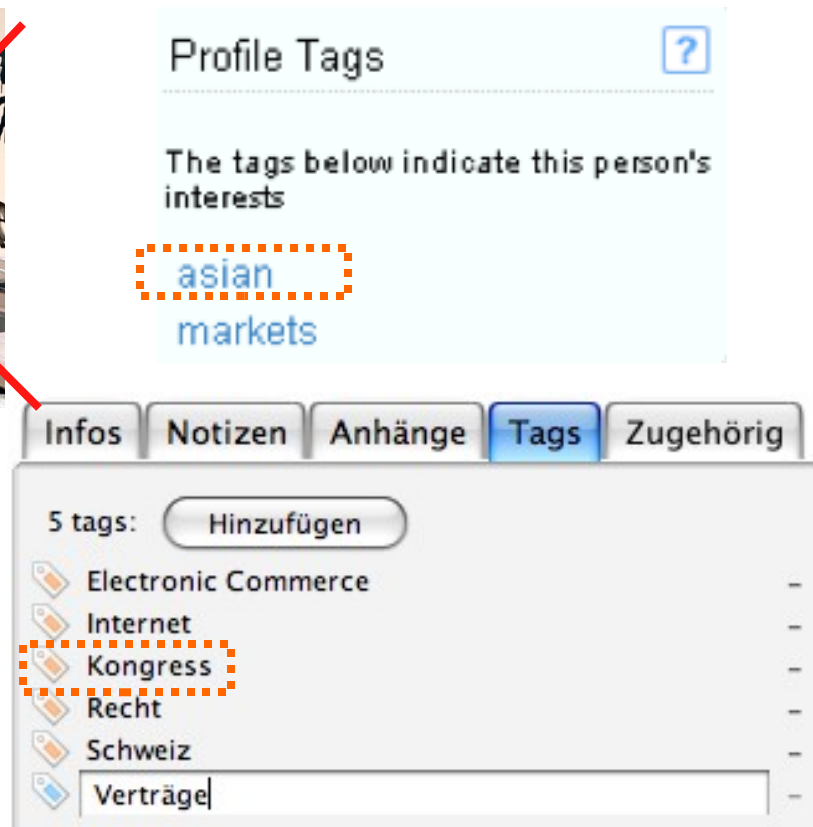 Profile Tags ?
The tags below indicate this person's
interests
asian
markets
Infos Notizen Anhänge Tags Zugehörig
5 tags: Hinzufügen
Electronic Commerce –
Internet –
Kongress –
Recht –
Schweiz –
Verträge –